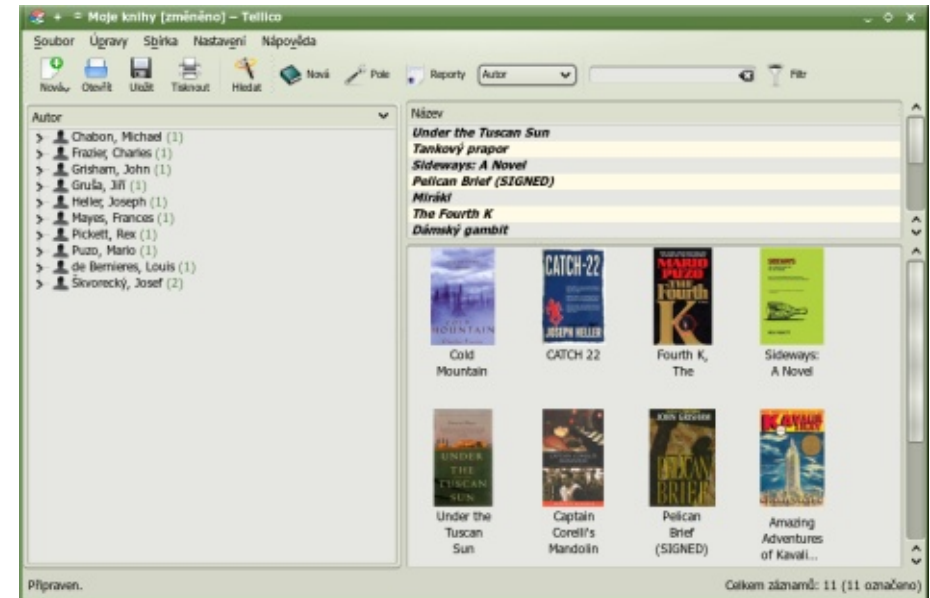 Moje knihy [změněno] – Tellico
Soubor Úpravy Sbírka Nastavení Nápověda
Nová Otevřít Uložit Tisknout Hledat Nová Pole Reporty Autor Filtr
Autor
Chabon, Michael (1)
Frazier, Charles (1)
Grisham, John (1)
Gruša, Jiří (1)
Heller, Joseph (1)
Mayes, Frances (1)
Pickett, Rex (1)
Puzo, Mario (1)
de Bernieres, Louis (1)
Škvorecký, Josef (2)
Název
Under the Tuscan Sun
Tankový prapor
Sideways: A Novel
Pelican Brief (SIGNED)
Mirákl
The Fourth K
Dámský gambit
COLD
MOUNTAIN
CATCH-22
JOSEPH HELLER
MARIO
PUZO
THE
Fourth
K
SIDEWAYS
Cold
Mountain
CATCH 22
Fourth K,
The
Sideways:
A Novel
UNDER
THE
TUSCAN
SUN
JOHN GRISHAM
PELICAN
BRIEF
KAVALIER
Under the
Tuscan
Sun
Captain
Corelli's
Mandolin
Pelican
Brief
(SIGNED)
Amazing
Adventures
of Kavali...
Připraven.
Celkem záznamů: 11 (11 označeno)